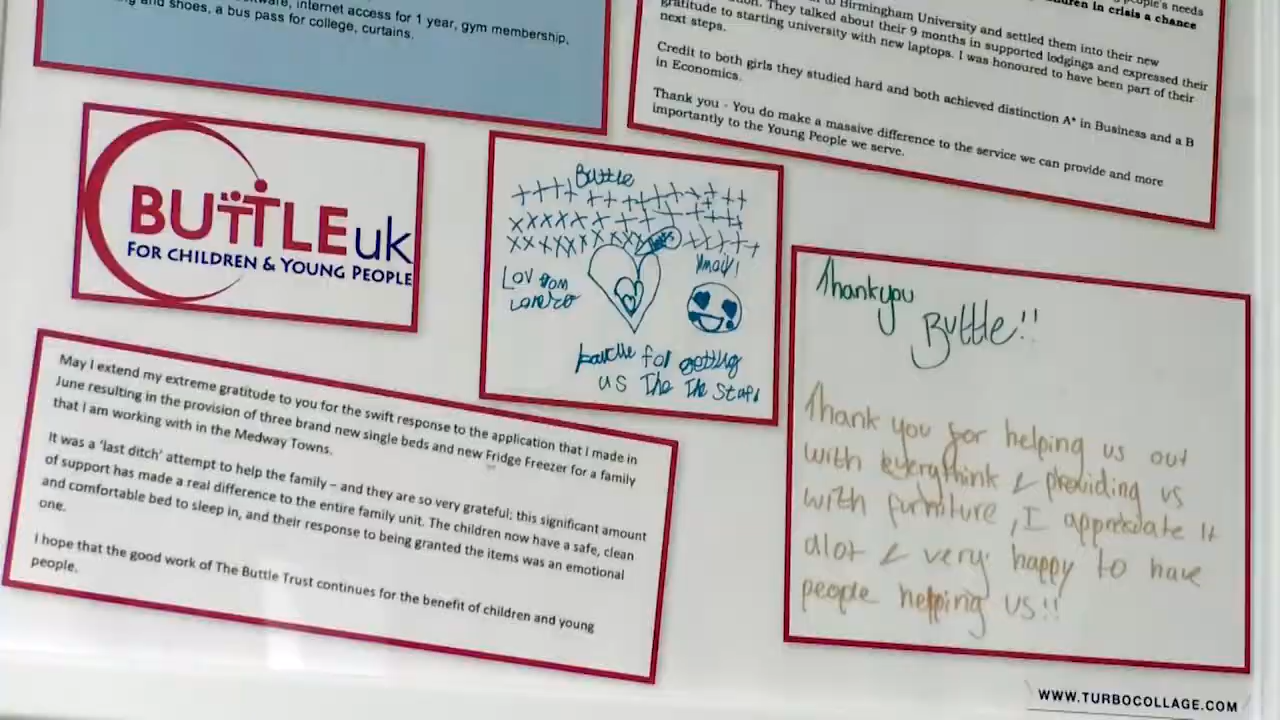 software, internet access for 1 year, gym membership,
and shoes, a bus pass for college, curtains.
people's needs
children in crisis a chance
to Birmingham University and settled them into their new
They talked about their 9 months in supported lodgings and expressed their
gratitude to starting university with new laptops. I was honoured to have been part of their
next steps.
Credit to both girls they studied hard and both achieved distinction A* in Business and a B
in Economics.
Thank you - You do make a massive difference to the service we can provide and more
importantly to the Young People we serve.
BUTTLE uk
FOR CHILDREN & YOUNG PEOPLE
Buttle
++++ ++ +++++++
XXXXXX ++++++++
XXXXXXXXXX +++++
Lov from
for getting
us The The Staf
Thankyou
Buttle!!
Thank you for helping us out
with everythink & providing us
with furniture, I appreciate it
alot & very happy to have
people helping us!!
May I extend my extreme gratitude to you for the swift response to the application that I made in
June resulting in the provision of three brand new single beds and new Fridge Freezer for a family
that I am working with in the Medway Towns.
It was a 'last ditch' attempt to help the family – and they are so very grateful; this significant amount
of support has made a real difference to the entire family unit. The children now have a safe, clean
and comfortable bed to sleep in, and their response to being granted the items was an emotional
one.
I hope that the good work of The Buttle Trust continues for the benefit of children and young
people.
WWW.TURBOCOLLAGE.COM